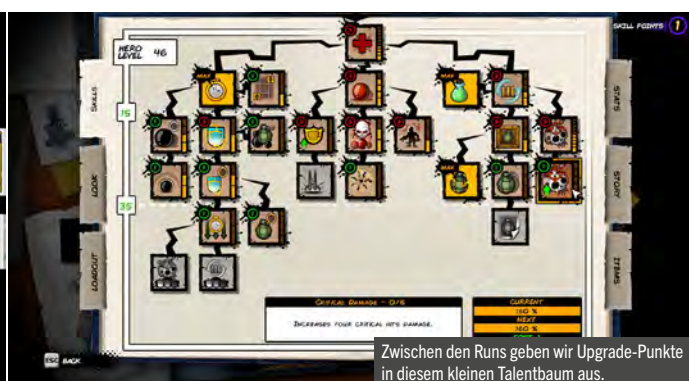 SKILL POINTS 1
HERO
LEVEL 46
MAX
MAX
SKILLS
STATS
15
LOOK
STORY
MAX
35
LOADOUT
ITEMS
CRITICAL DAMAGE - 0/5
INCREASES YOUR CRITICAL HITS DAMAGE.
CURRENT
150 %
NEXT
160 %
ESC BACK
Zwischen den Runs geben wir Upgrade-Punkte
in diesem kleinen Talentbaum aus.